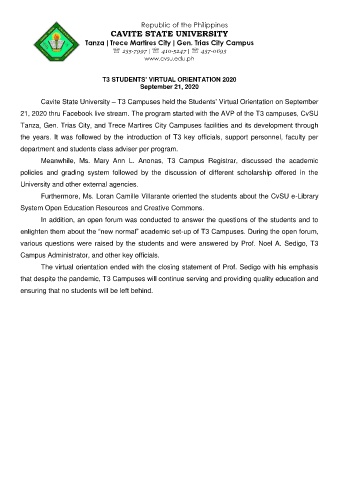 Republic of the Philippines
CAVITE STATE UNIVERSITY
Tanza | Trece Martires City | Gen. Trias City Campus
☏ 235-7997 | ☏ 410-5247 | ☏ 437-0693
www.cvsu.edu.ph
T3 STUDENTS' VIRTUAL ORIENTATION 2020
September 21, 2020
Cavite State University – T3 Campuses held the Students' Virtual Orientation on September
21, 2020 thru Facebook live stream. The program started with the AVP of the T3 campuses, CvSU
Tanza, Gen. Trias City, and Trece Martires City Campuses facilities and its development through
the years. It was followed by the introduction of T3 key officials, support personnel, faculty per
department and students class adviser per program.
Meanwhile, Ms. Mary Ann L. Anonas, T3 Campus Registrar, discussed the academic
policies and grading system followed by the discussion of different scholarship offered in the
University and other external agencies.
Furthermore, Ms. Loran Camille Villarante oriented the students about the CvSU e-Library
System Open Education Resources and Creative Commons.
In addition, an open forum was conducted to answer the questions of the students and to
enlighten them about the "new normal" academic set-up of T3 Campuses. During the open forum,
various questions were raised by the students and were answered by Prof. Noel A. Sedigo, T3
Campus Administrator, and other key officials.
The virtual orientation ended with the closing statement of Prof. Sedigo with his emphasis
that despite the pandemic, T3 Campuses will continue serving and providing quality education and
ensuring that no students will be left behind.